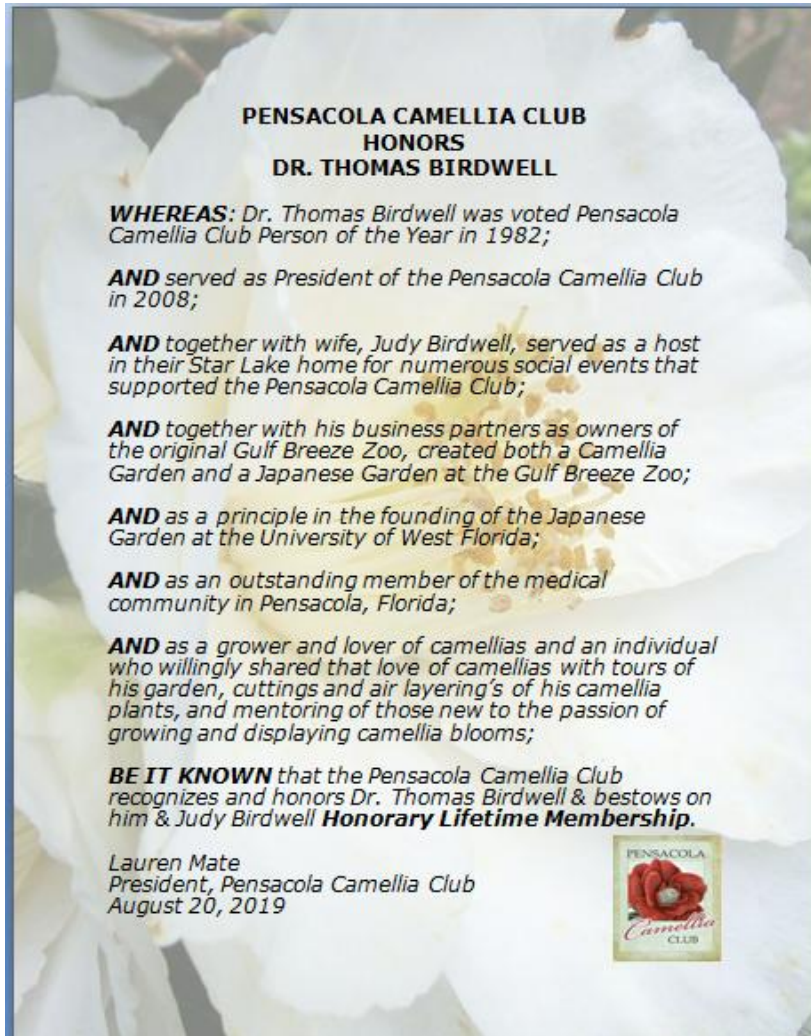 PENSACOLA CAMELLIA CLUB
HONORS
DR. THOMAS BIRDWELL
WHEREAS: Dr. Thomas Birdwell was voted Pensacola
Camellia Club Person of the Year in 1982;
AND served as President of the Pensacola Camellia Club
in 2008;
AND together with wife, Judy Birdwell, served as a host
in their Star Lake home for numerous social events that
supported the Pensacola Camellia Club;
AND together with his business partners as owners of
the original Gulf Breeze Zoo, created both a Camellia
Garden and a Japanese Garden at the Gulf Breeze Zoo;
AND as a principle in the founding of the Japanese
Garden at the University of West Florida;
AND as an outstanding member of the medical
community in Pensacola, Florida;
AND as a grower and lover of camellias and an individual
who willingly shared that love of camellias with tours of
his garden, cuttings and air layering’s of his camellia
plants, and mentoring of those new to the passion of
growing and displaying camellia blooms;
BE IT KNOWN that the Pensacola Camellia Club
recognizes and honors Dr. Thomas Birdwell & bestows on
him & Judy Birdwell Honorary Lifetime Membership.
Lauren Mate
President, Pensacola Camellia Club
August 20, 2019
PENSACOLA
Camellia
CLUB